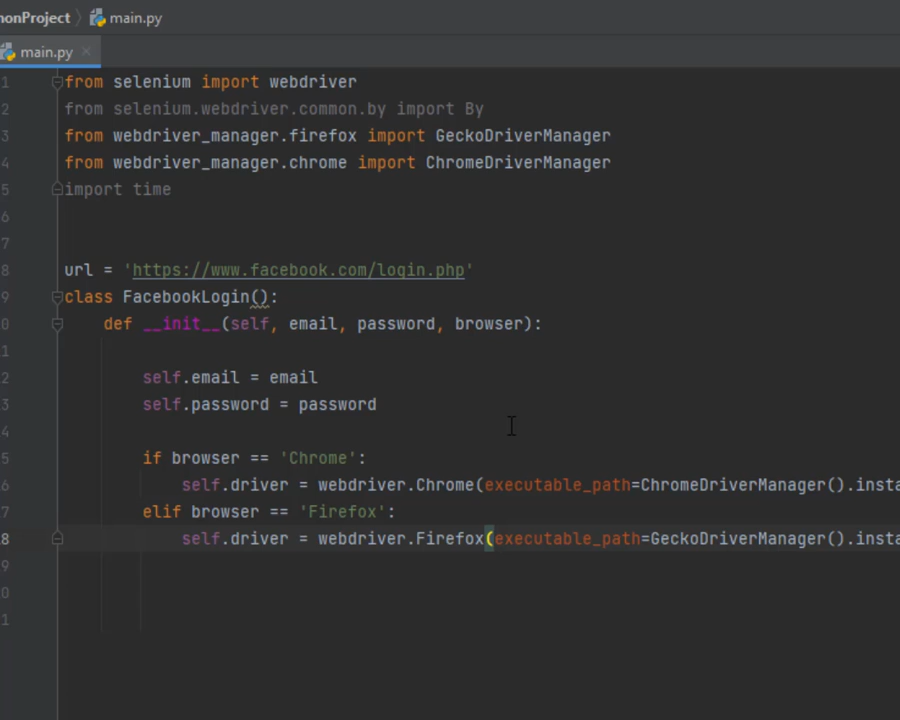 nonProject main.py
main.py
1 from selenium import webdriver
2 from selenium.webdriver.common.by import By
3 from webdriver_manager.firefox import GeckoDriverManager
4 from webdriver_manager.chrome import ChromeDriverManager
5 import time
6
7
8 url = 'https://www.facebook.com/login.php'
9 class FacebookLogin():
0 def __init__(self, email, password, browser):
1
2 self.email = email
3 self.password = password
4
5 if browser == 'Chrome':
6 self.driver = webdriver.Chrome(executable_path=ChromeDriverManager().insta
7 elif browser == 'Firefox':
8 self.driver = webdriver.Firefox(executable_path=GeckoDriverManager().insta
9
0
1